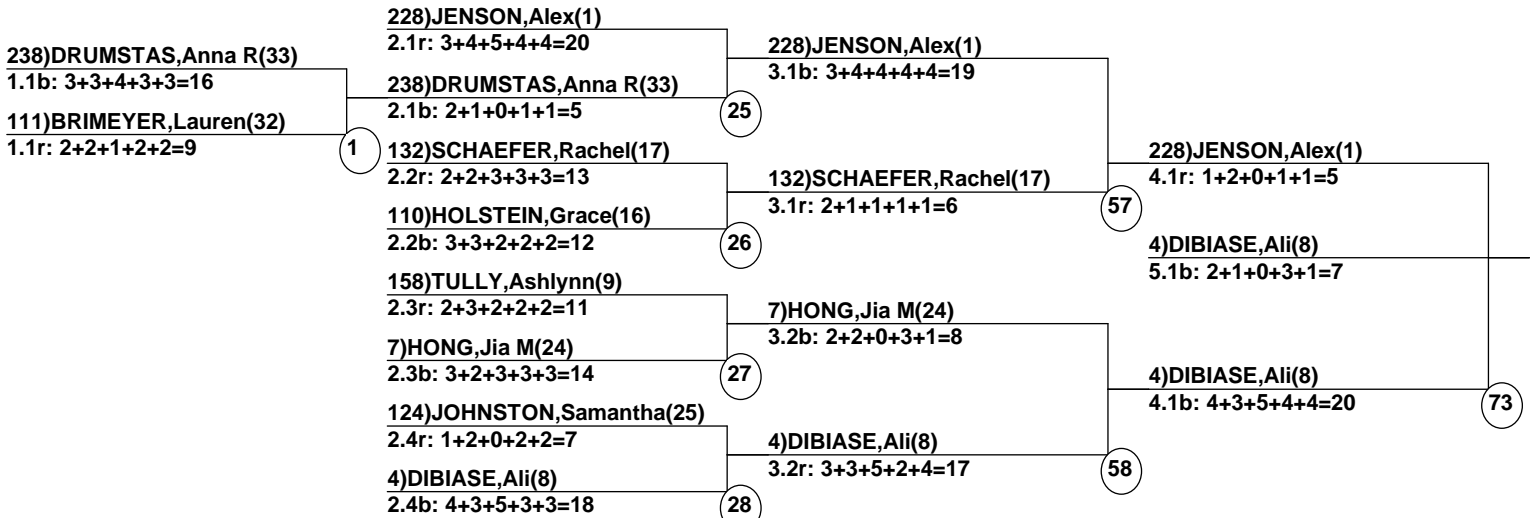 238)DRUMSTAS,Anna R(33)
1.1b: 3+3+4+3+3=16
111)BRIMEYER,Lauren(32)
1.1r: 2+2+1+2+2=9
1
228)JENSON,Alex(1)
2.1r: 3+4+5+4+4=20
238)DRUMSTAS,Anna R(33)
2.1b: 2+1+0+1+1=5
25
132)SCHAEFER,Rachel(17)
2.2r: 2+2+3+3+3=13
110)HOLSTEIN,Grace(16)
2.2b: 3+3+2+2+2=12
26
158)TULLY,Ashlynn(9)
2.3r: 2+3+2+2+2=11
7)HONG,Jia M(24)
2.3b: 3+2+3+3+3=14
27
124)JOHNSTON,Samantha(25)
2.4r: 1+2+0+2+2=7
4)DIBIASE,Ali(8)
2.4b: 4+3+5+3+3=18
28
228)JENSON,Alex(1)
3.1b: 3+4+4+4+4=19
132)SCHAEFER,Rachel(17)
3.1r: 2+1+1+1+1=6
57
7)HONG,Jia M(24)
3.2b: 2+2+0+3+1=8
4)DIBIASE,Ali(8)
3.2r: 3+3+5+2+4=17
58
228)JENSON,Alex(1)
4.1r: 1+2+0+1+1=5
4)DIBIASE,Ali(8)
5.1b: 2+1+0+3+1=7
4)DIBIASE,Ali(8)
4.1b: 4+3+5+4+4=20
73